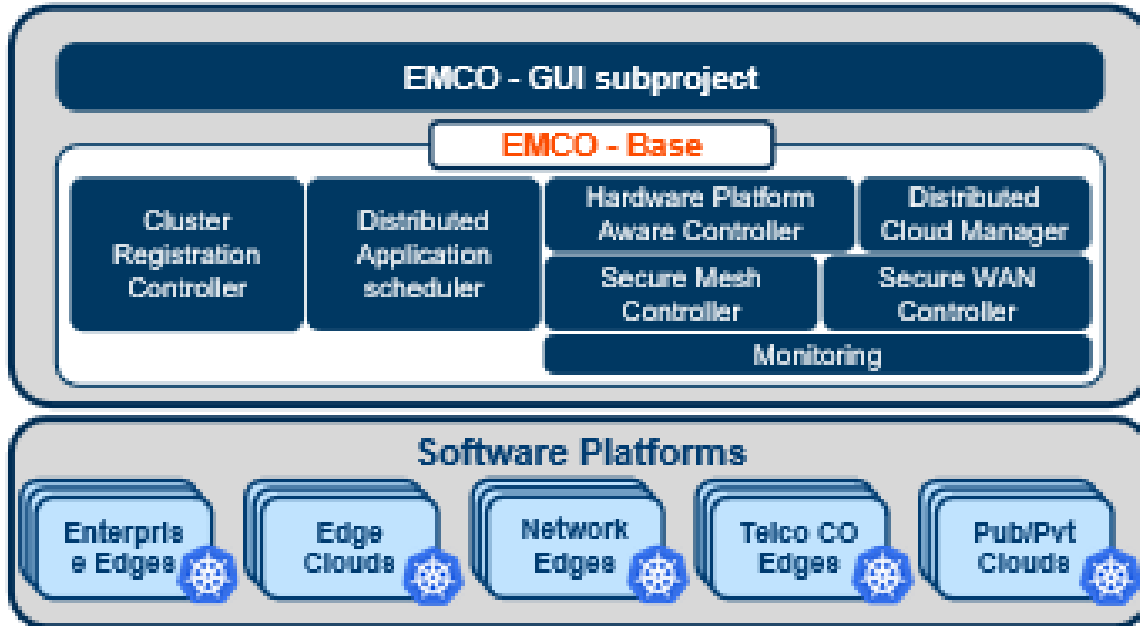 EMCO - GUI subproject
EMCO - Base
Cluster
Registration
Controller
Distributed
Application
scheduler
Hardware Platform
Aware Controller
Distributed
Cloud Manager
Secure Mesh
Controller
Secure WAN
Controller
Monitoring
Software Platforms
Enterpris
e Edges
Edge
Clouds
Network
Edges
Telco CO
Edges
Pub/Pvt
Clouds